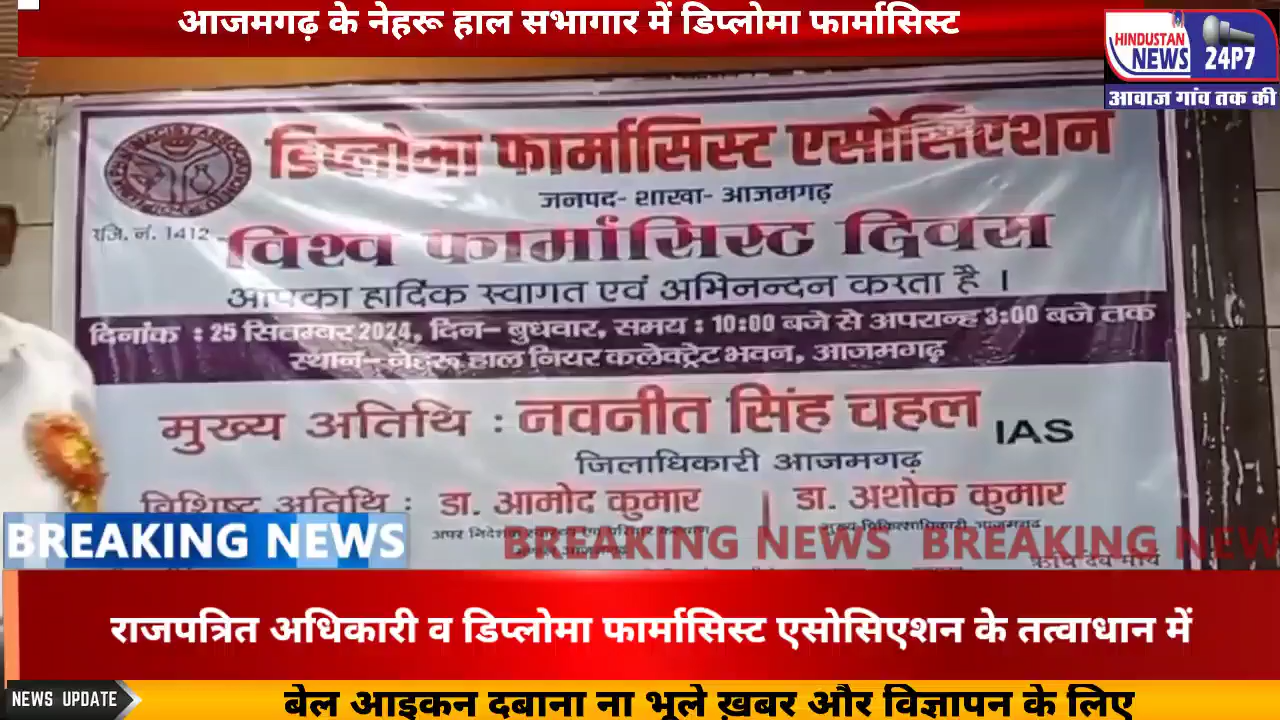 आजमगढ़ के नेहरू हाल सभागार में डिप्लोमा फार्मासिस्ट
HINDUSTAN
NEWS 24P7
आवाज गांव तक की
डिप्लोमा फार्मासिस्ट एसोसिएशन
जनपद- शाखा- आजमगढ़
रजि. नं. 1412
विश्व फार्मासिस्ट दिवस
आपका हार्दिक स्वागत एवं अभिनन्दन करता है ।
दिनांक : 25 सितम्बर 2024, दिन- बुधवार, समय : 10:00 बजे से अपरान्ह 3:00 बजे तक
स्थान- नेहरू हाल नियर कलेक्ट्रेट भवन, आजमगढ़
मुख्य अतिथि : नवनीत सिंह चहल IAS
जिलाधिकारी आजमगढ़
विशिष्ट अतिथि : डा. आमोद कुमार | डा. अशोक कुमार
मुख्य चिकित्साधिकारी आजमगढ़
BREAKING NEWS
BREAKING NEWS BREAKING NEW
राजपत्रित अधिकारी व डिप्लोमा फार्मासिस्ट एसोसिएशन के तत्वाधान में
NEWS UPDATE
बेल आइकन दबाना ना भूले ख़बर और विज्ञापन के लिए